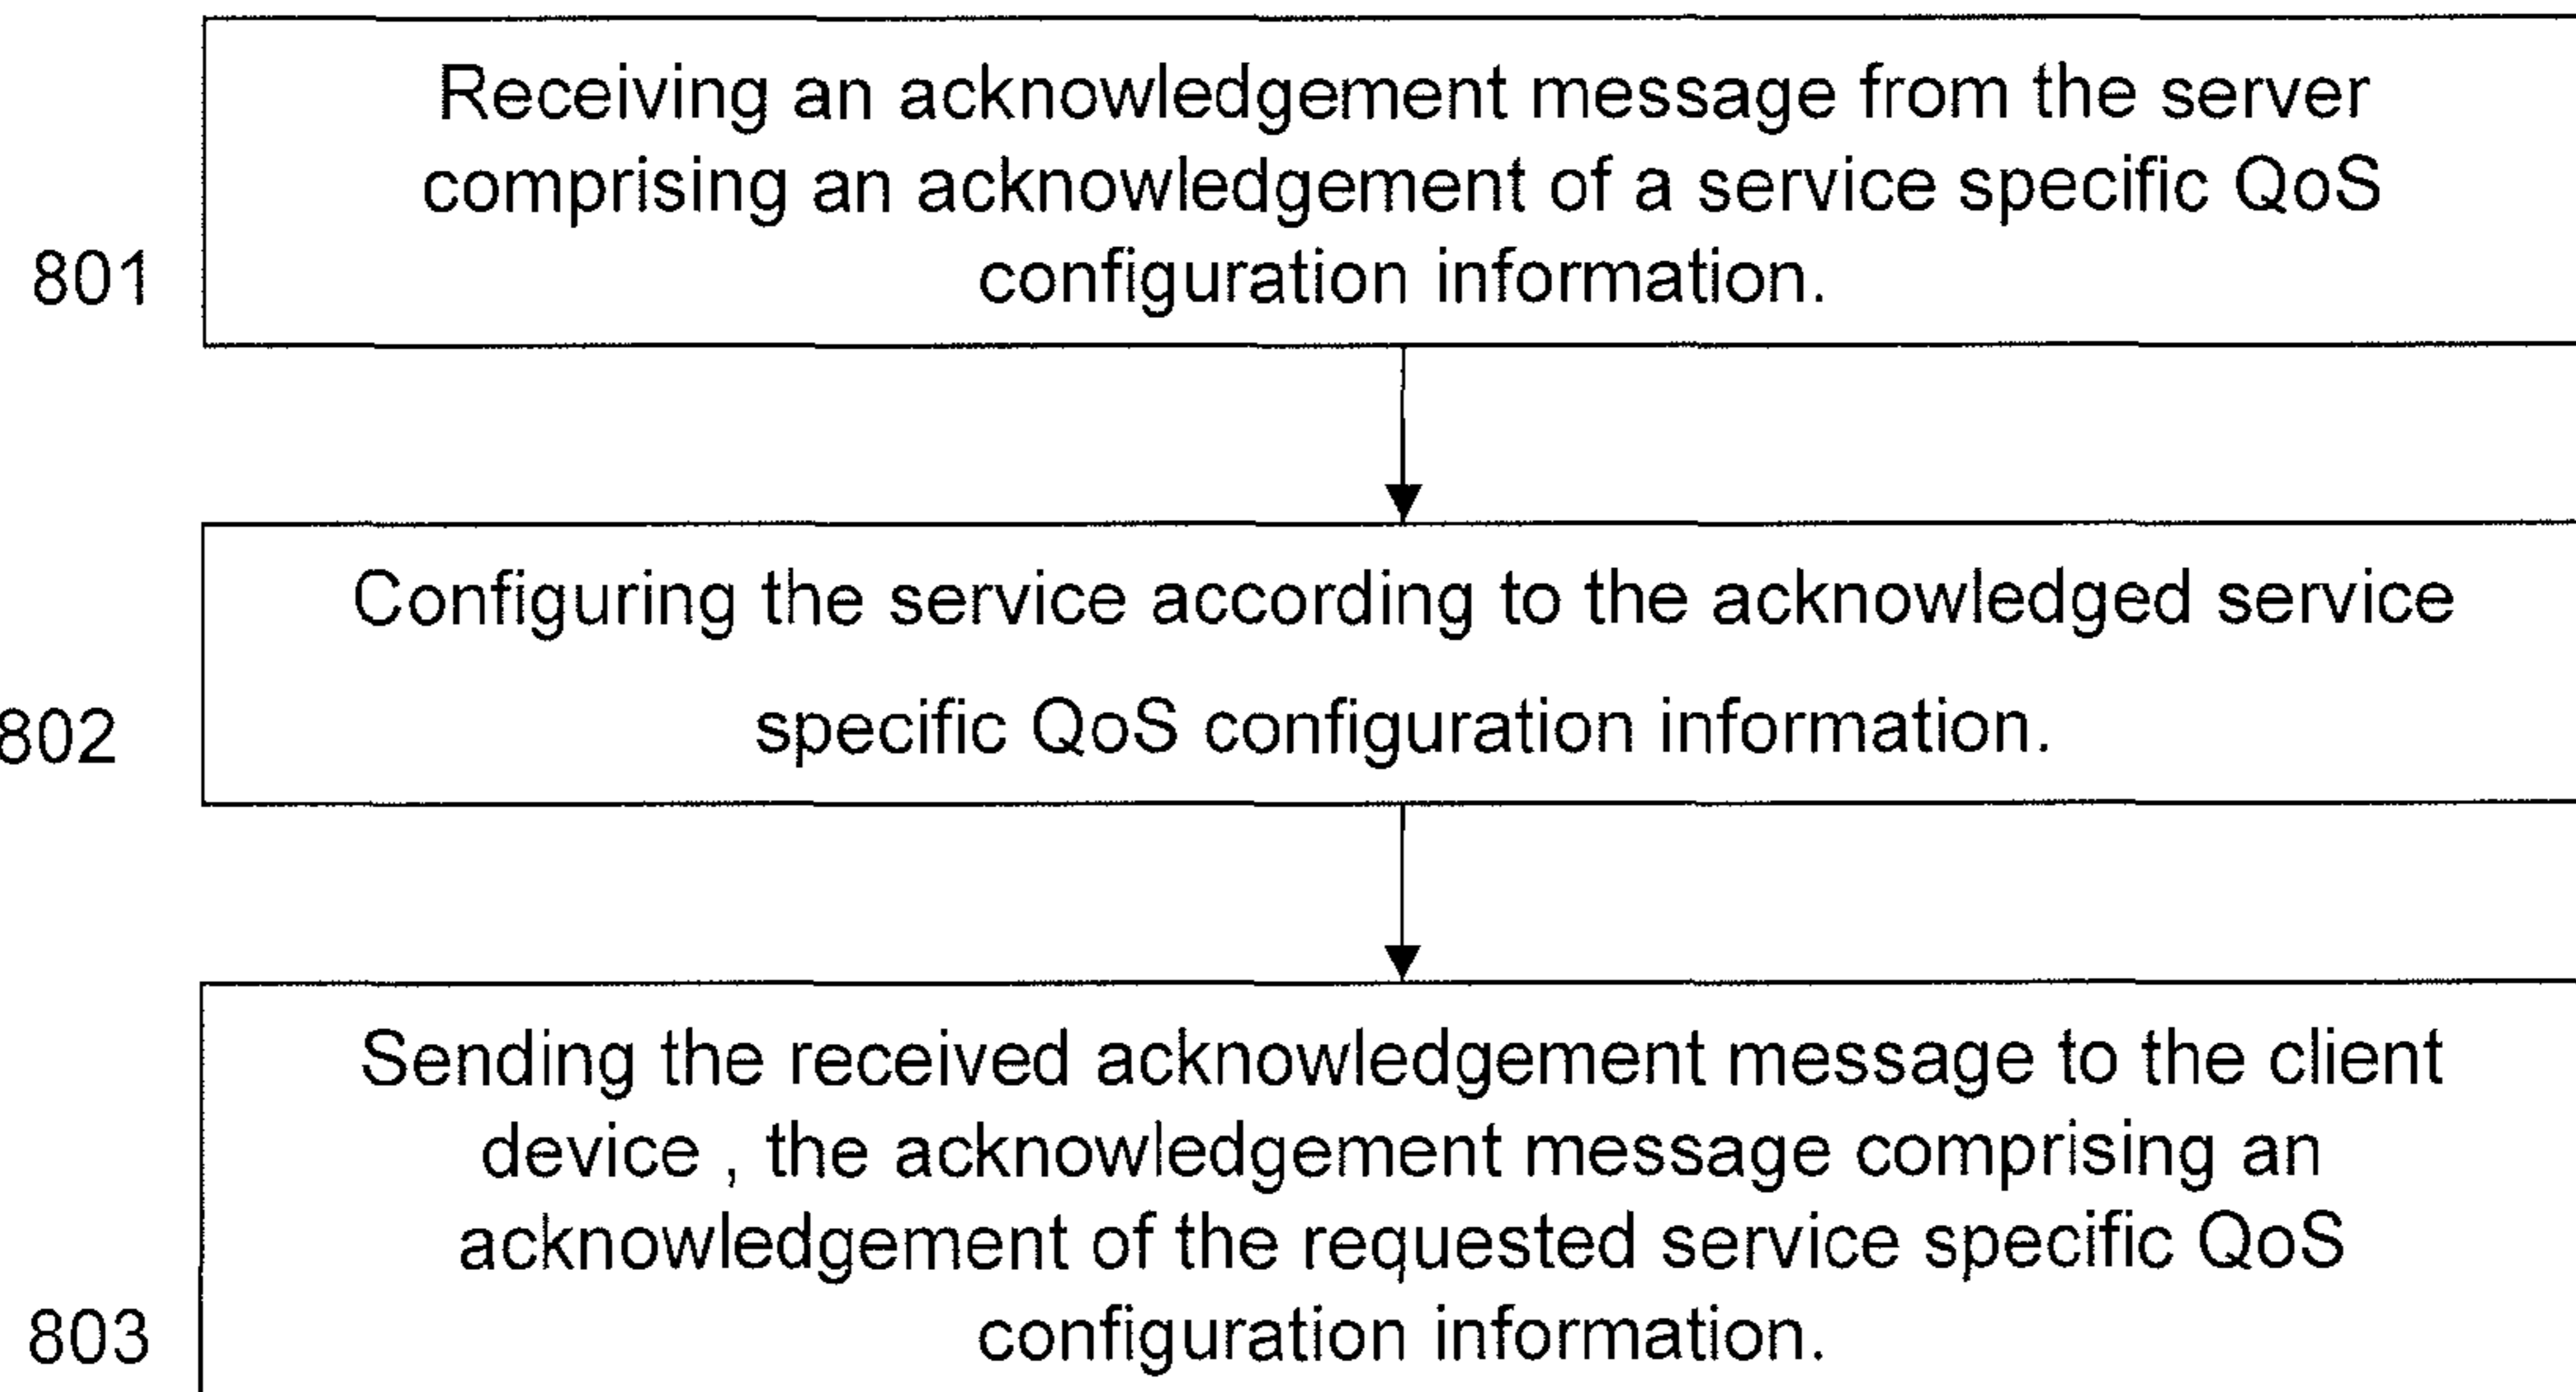 Receiving an acknowledgement message from the server
comprising an acknowledgement of a service specific QoS
configuration information.
801
Configuring the service according to the acknowledged service
specific QoS configuration information.
802
Sending the received acknowledgement message to the client
device , the acknowledgement message comprising an
acknowledgement of the requested service specific QoS
configuration information.
803